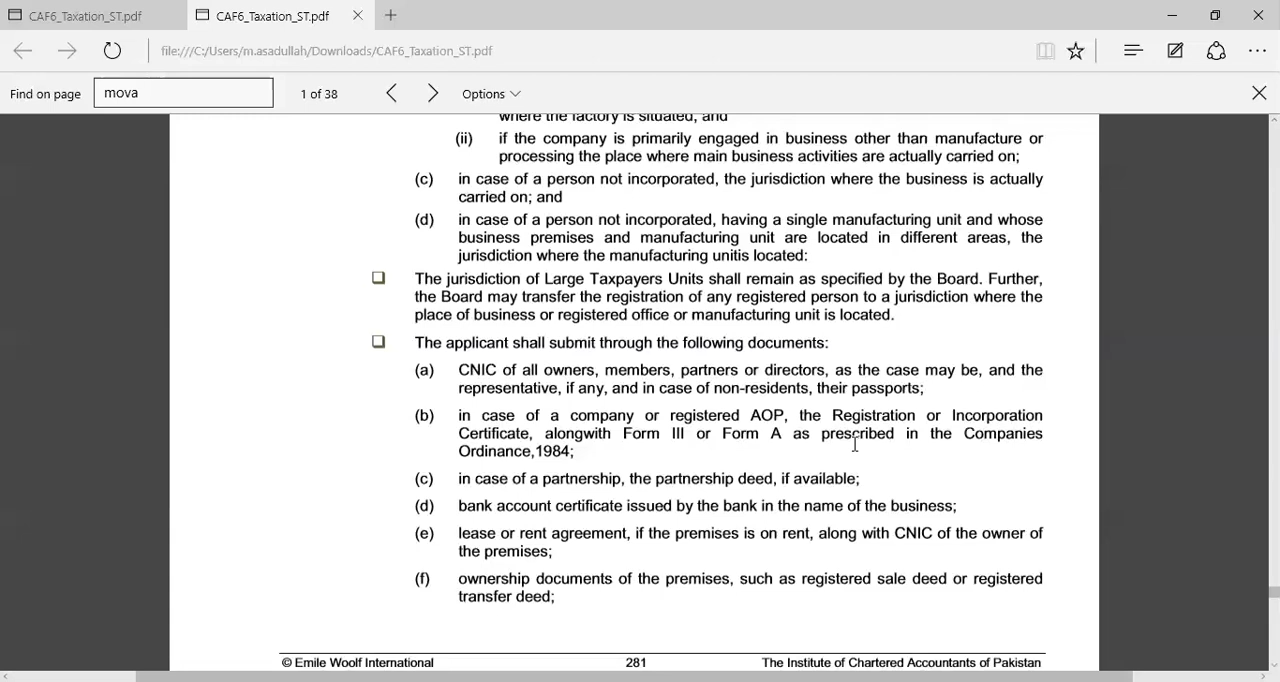 CAF6_Taxation_ST.pdf
CAF6_Taxation_ST.pdf
file:///C:/Users/m.asadullah/Downloads/CAF6_Taxation_ST.pdf
Find on page
mova
1 of 38
Options
where the factory is situated; and
(ii) if the company is primarily engaged in business other than manufacture or
processing the place where main business activities are actually carried on;
(c) in case of a person not incorporated, the jurisdiction where the business is actually
carried on; and
(d) in case of a person not incorporated, having a single manufacturing unit and whose
business premises and manufacturing unit are located in different areas, the
jurisdiction where the manufacturing unitis located:
The jurisdiction of Large Taxpayers Units shall remain as specified by the Board. Further,
the Board may transfer the registration of any registered person to a jurisdiction where the
place of business or registered office or manufacturing unit is located.
The applicant shall submit through the following documents:
(a) CNIC of all owners, members, partners or directors, as the case may be, and the
representative, if any, and in case of non-residents, their passports;
(b) in case of a company or registered AOP, the Registration or Incorporation
Certificate, alongwith Form III or Form A as prescribed in the Companies
Ordinance,1984;
(c) in case of a partnership, the partnership deed, if available;
(d) bank account certificate issued by the bank in the name of the business;
(e) lease or rent agreement, if the premises is on rent, along with CNIC of the owner of
the premises;
(f) ownership documents of the premises, such as registered sale deed or registered
transfer deed;
© Emile Woolf International 281 The Institute of Chartered Accountants of Pakistan